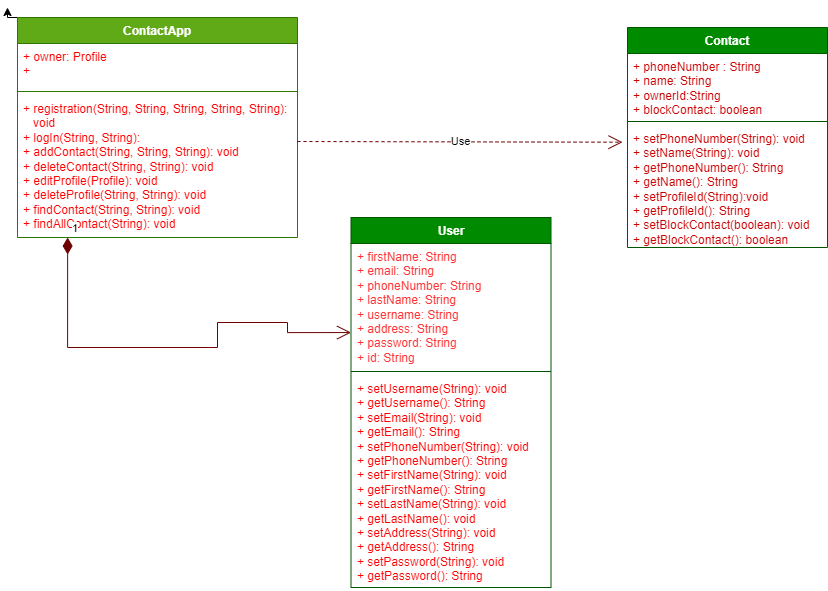 ContactApp
+ owner: Profile
+
+ registration(String, String, String, String, String):
void
+ logIn(String, String):
+ addContact(String, String, String): void
+ deleteContact(String, String): void
+ editProfile(Profile): void
+ deleteProfile(String, String): void
+ findContact(String, String): void
+ findAllContact(String): void
1
Use
Contact
+ phoneNumber : String
+ name: String
+ ownerId:String
+ blockContact: boolean
+ setPhoneNumber(String): void
+ setName(String): void
+ getPhoneNumber(): String
+ getName(): String
+ setProfileId(String):void
+ getProfileId(): String
+ setBlockContact(boolean): void
+ getBlockContact(): boolean
User
+ firstName: String
+ email: String
+ phoneNumber: String
+ lastName: String
+ username: String
+ address: String
+ password: String
+ id: String
+ setUsername(String): void
+ getUsername(): String
+ setEmail(String): void
+ getEmail(): String
+ setPhoneNumber(String): void
+ getPhoneNumber(): String
+ setFirstName(String): void
+ getFirstName(): String
+ setLastName(String): void
+ getLastName(): void
+ setAddress(String): void
+ getAddress(): String
+ setPassword(String): void
+ getPassword(): String